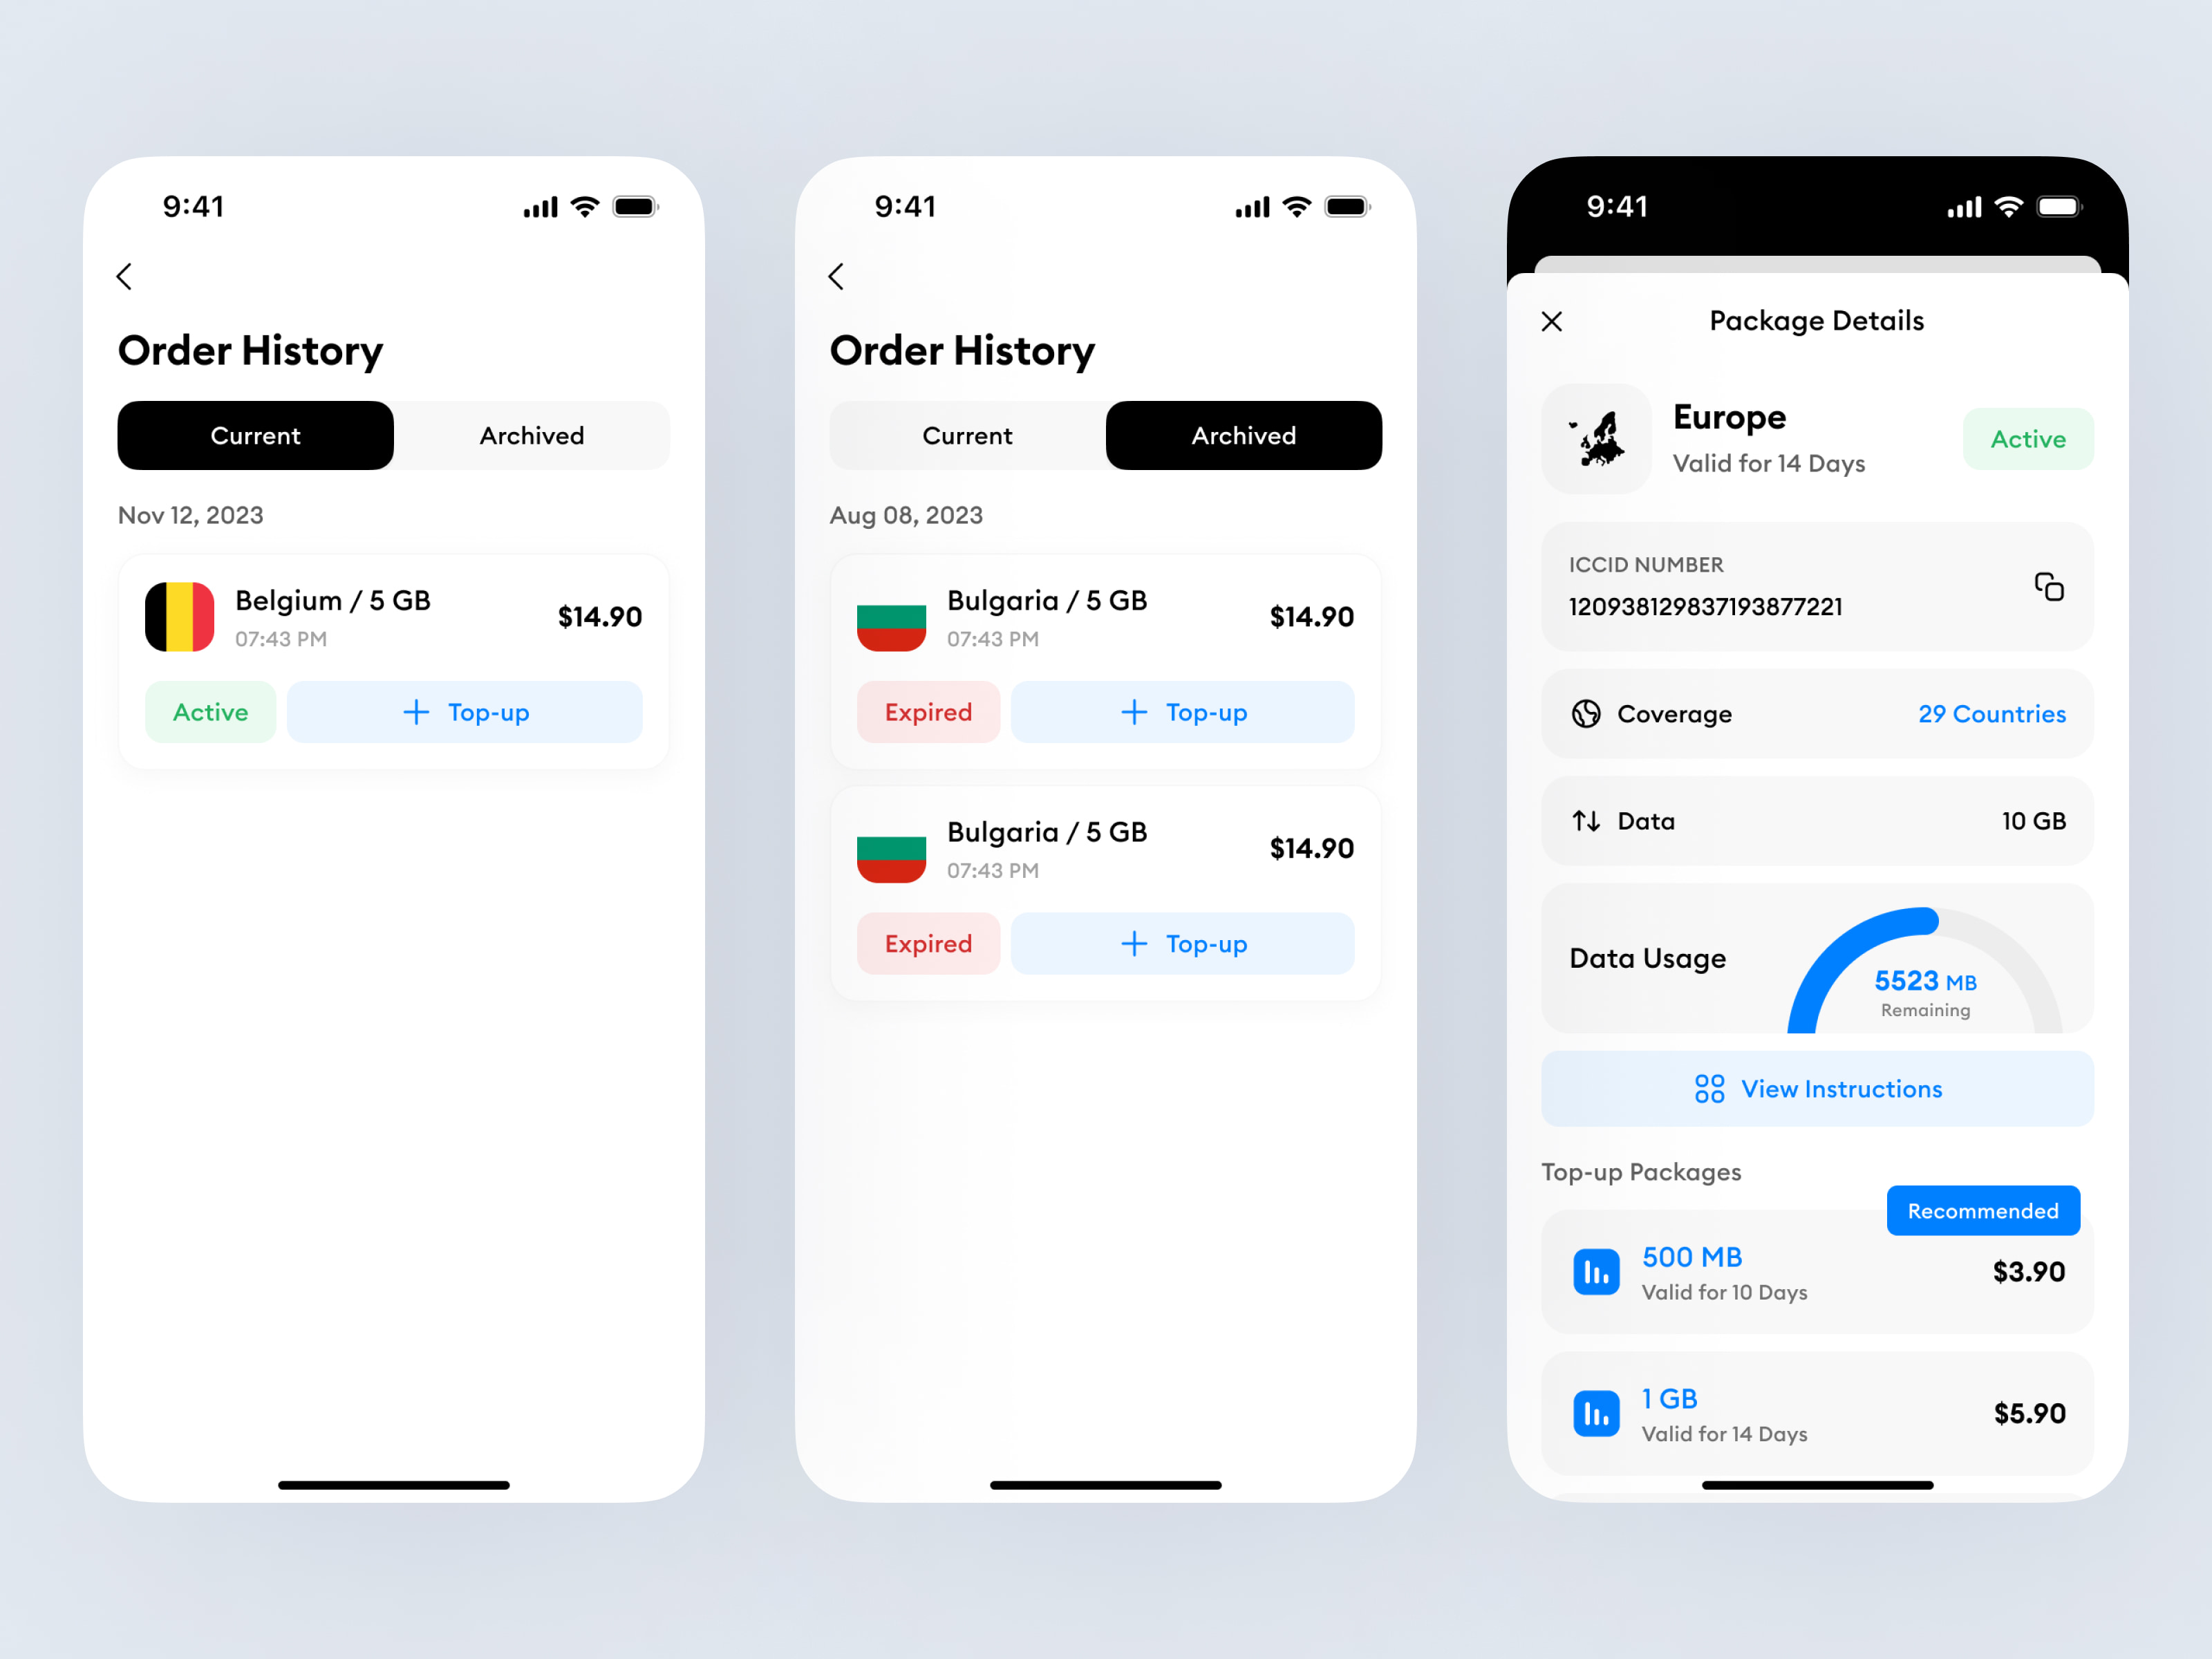 9:41
Order History
Current Archived
Nov 12, 2023
Belgium / 5 GB
07:43 PM
$14.90
Active
Top-up
9:41
Order History
Current Archived
Aug 08, 2023
Bulgaria / 5 GB
07:43 PM
$14.90
Expired
Top-up
Bulgaria / 5 GB
07:43 PM
$14.90
Expired
Top-up
9:41
Package Details
Europe
Valid for 14 Days
Active
ICCID NUMBER
120938129837193877221
Coverage
29 Countries
Data
10 GB
Data Usage
5523 MB
Remaining
View Instructions
Top-up Packages
Recommended
500 MB
Valid for 10 Days
$3.90
1 GB
Valid for 14 Days
$5.90